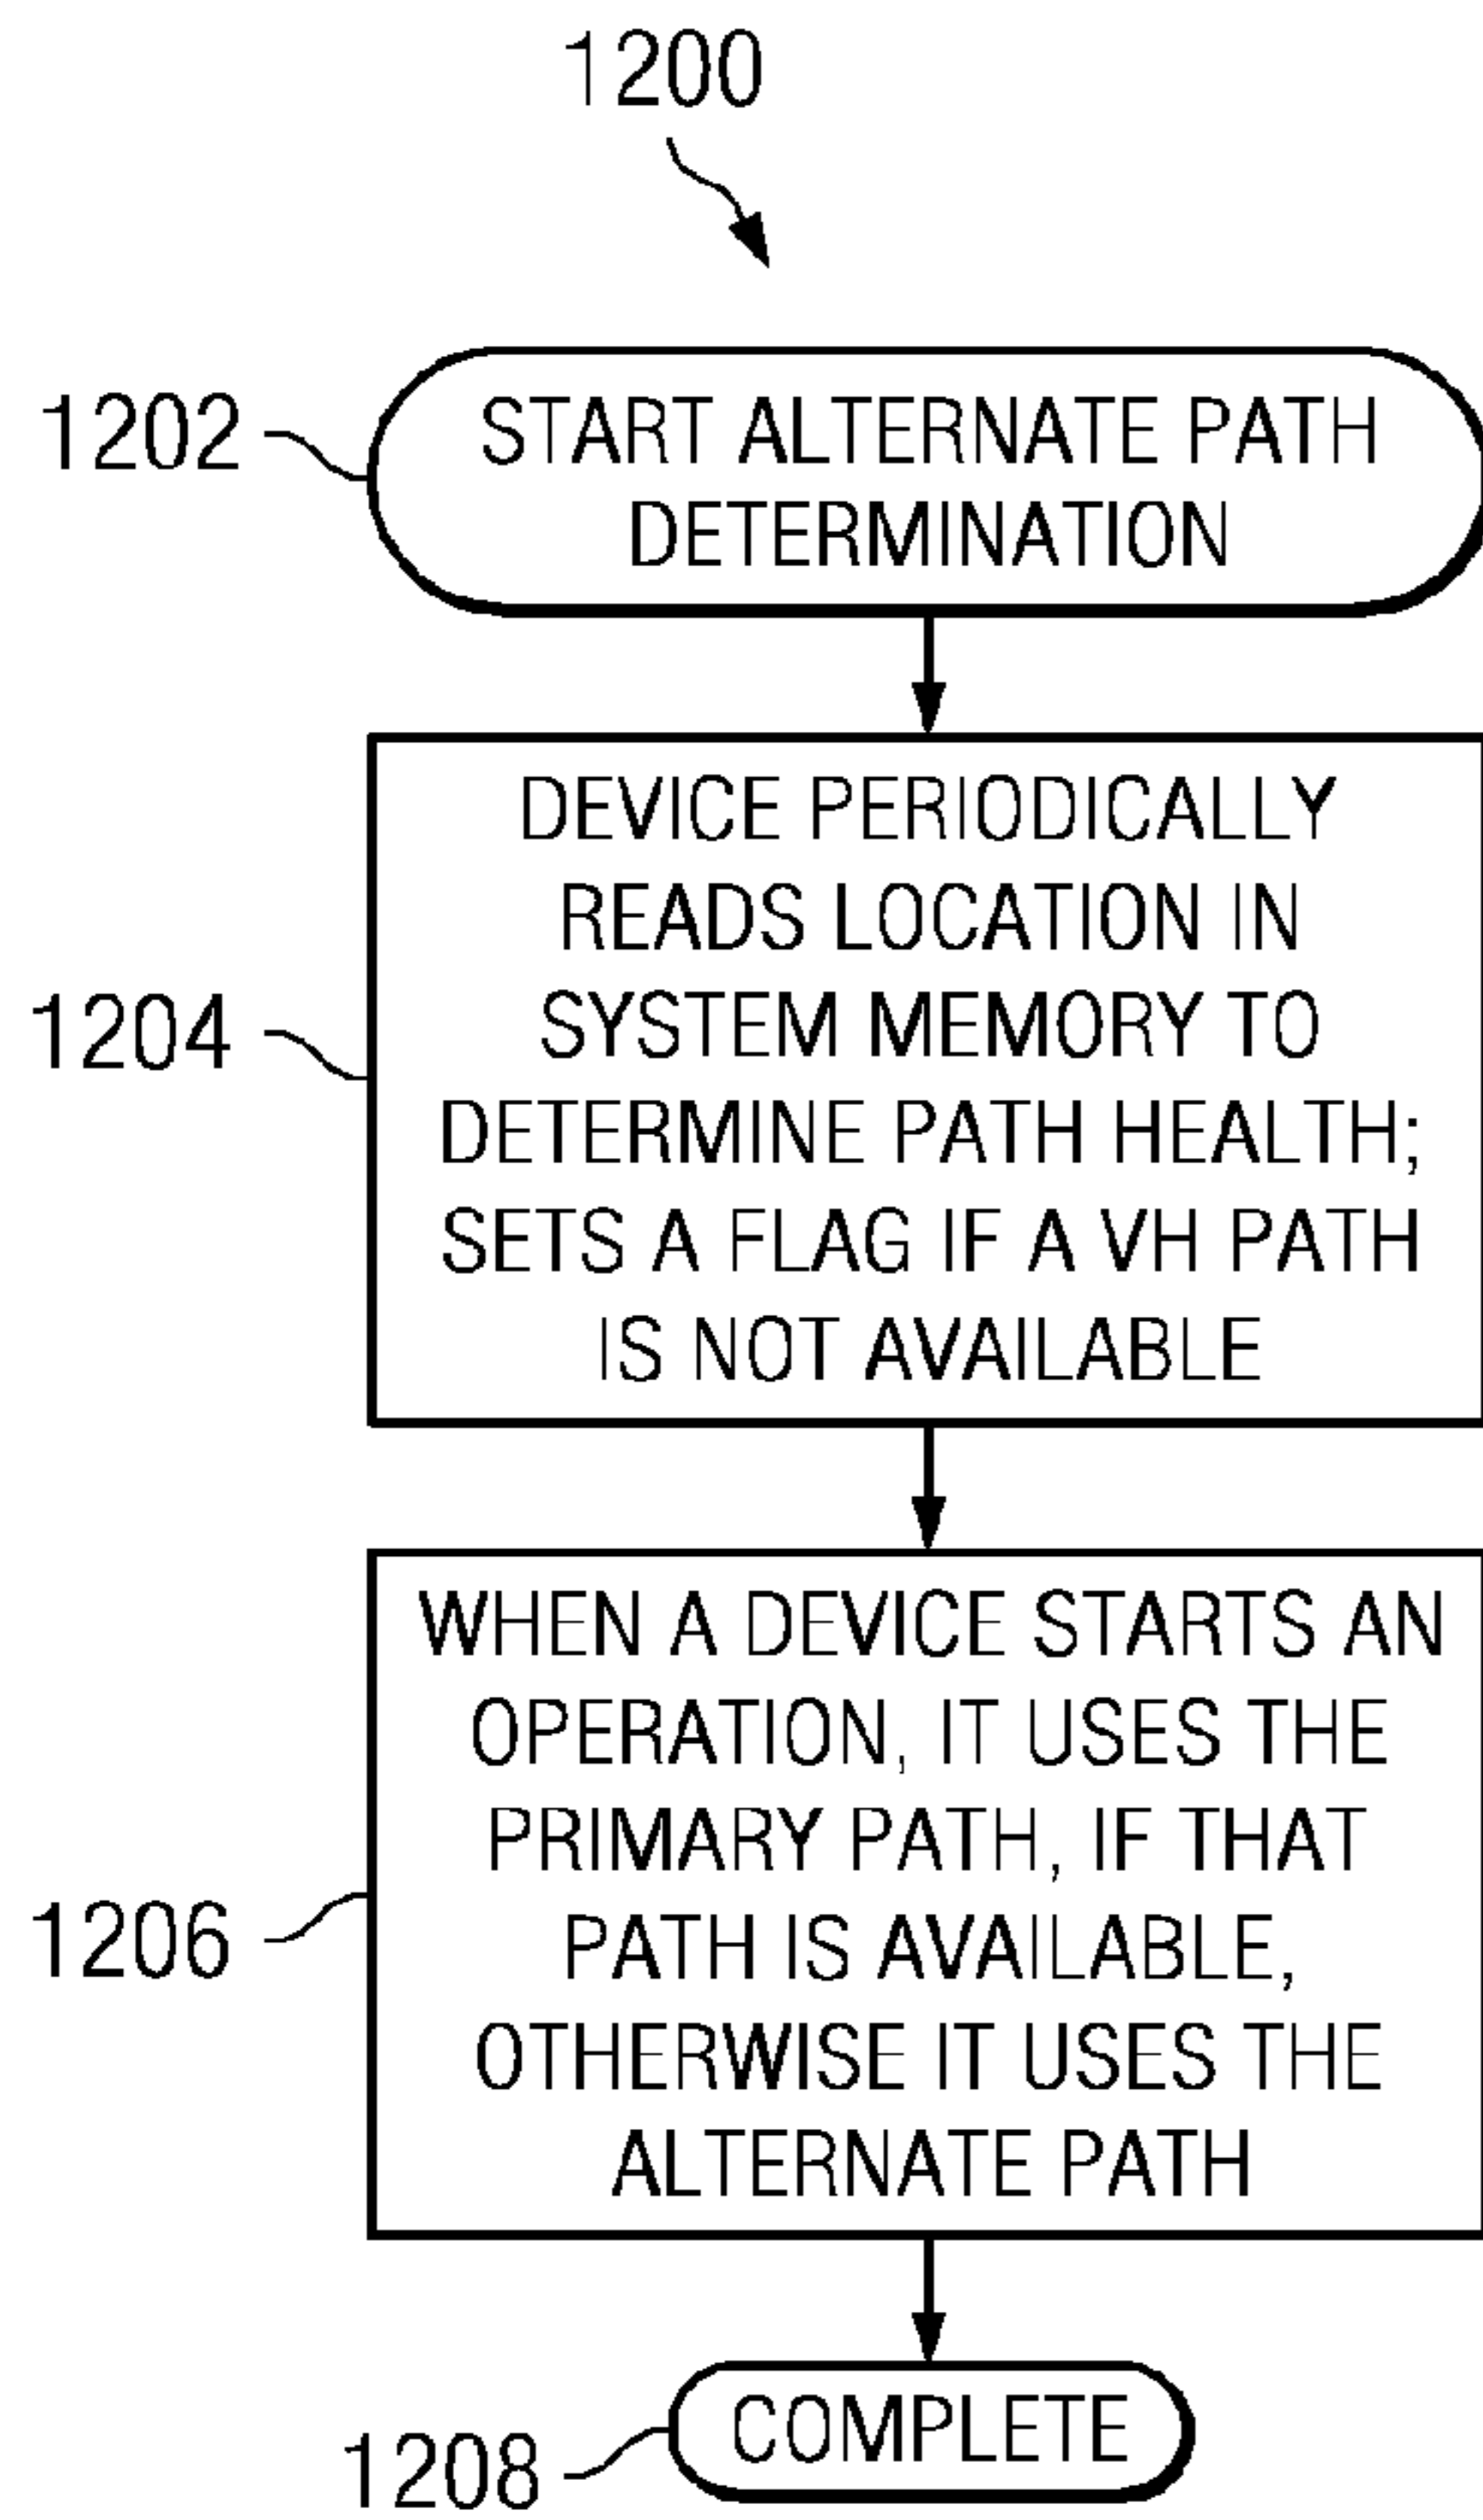 1200
1202
START ALTERNATE PATH
DETERMINATION
1204
DEVICE PERIODICALLY
READS LOCATION IN
SYSTEM MEMORY TO
DETERMINE PATH HEALTH;
SETS A FLAG IF A VH PATH
IS NOT AVAILABLE
1206
WHEN A DEVICE STARTS AN
OPERATION, IT USES THE
PRIMARY PATH, IF THAT
PATH IS AVAILABLE,
OTHERWISE IT USES THE
ALTERNATE PATH
1208
COMPLETE